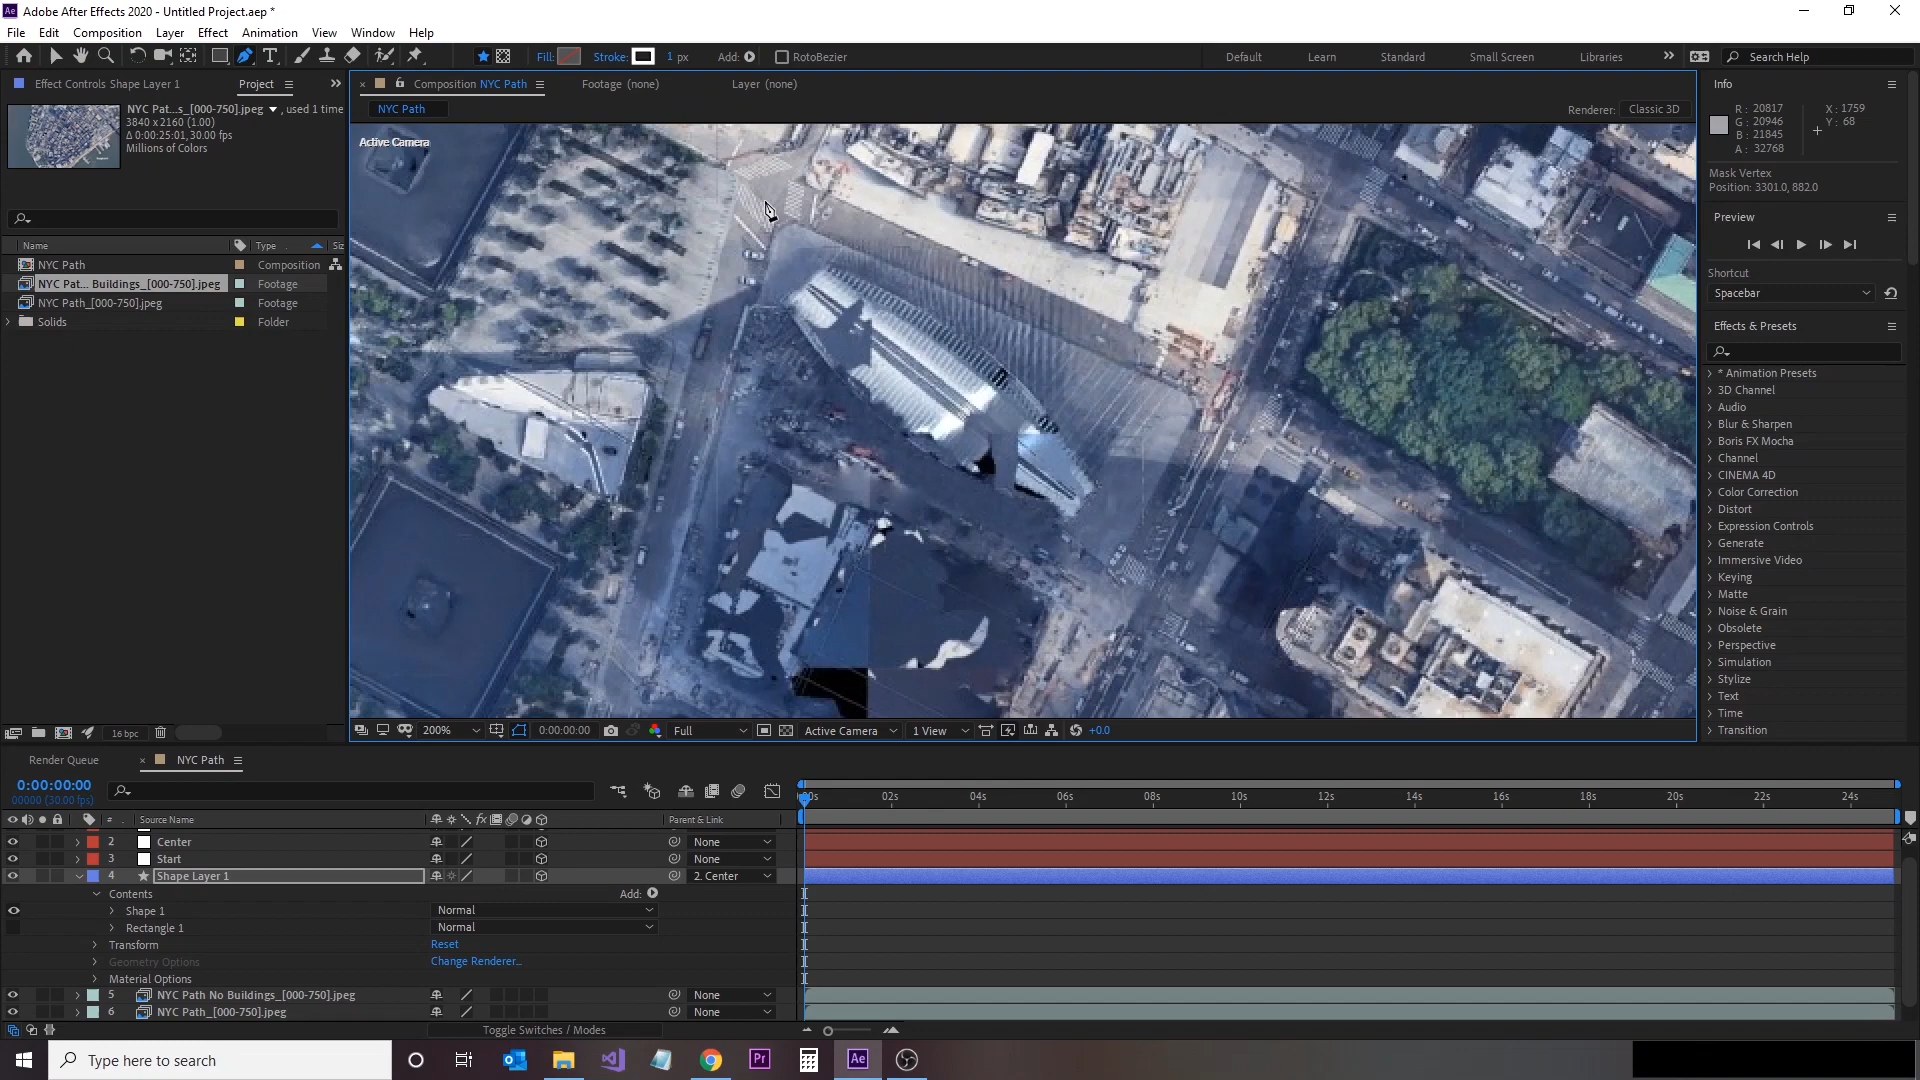 Adobe After Effects 2020 - Untitled Project.aep *
File Edit Composition Layer Effect Animation View Window Help
Fill: Stroke: 1 px Add: RotoBezier Default Learn Standard Small Screen Libraries Search Help
Effect Controls Shape Layer 1 Project
NYC Pat...s_[000-750].jpeg , used 1 time
3840 x 2160 (1.00)
Δ 0:00:25:01, 30.00 fps
Millions of Colors
Name Type Siz
NYC Path Composition
NYC Pat... Buildings_[000-750].jpeg Footage
NYC Path_[000-750].jpeg Footage
Solids Folder
16 bpc
Composition NYC Path Footage (none) Layer (none)
NYC Path Renderer: Classic 3D
Active Camera
200% 0:00:00:00 Full Active Camera 1 View +0.0
Info
R: 20817 X: 1759
G: 20946 Y: 68
B: 21845
A: 32768
Mask Vertex
Position: 3301.0, 882.0
Preview
Shortcut
Spacebar
Effects & Presets
* Animation Presets
3D Channel
Audio
Blur & Sharpen
Boris FX Mocha
Channel
CINEMA 4D
Color Correction
Distort
Expression Controls
Generate
Immersive Video
Keying
Matte
Noise & Grain
Obsolete
Perspective
Simulation
Stylize
Text
Time
Transition
Render Queue NYC Path
0:00:00:00
00000 (30.00 fps)
:00s 02s 04s 06s 08s 10s 12s 14s 16s 18s 20s 22s 24s
# Source Name Parent & Link
2 Center None
3 Start None
4 Shape Layer 1 2. Center
Contents Add:
Shape 1 Normal
Rectangle 1 Normal
Transform Reset
Geometry Options Change Renderer...
Material Options
5 NYC Path No Buildings_[000-750].jpeg None
6 NYC Path_[000-750].jpeg None
Toggle Switches / Modes
Type here to search